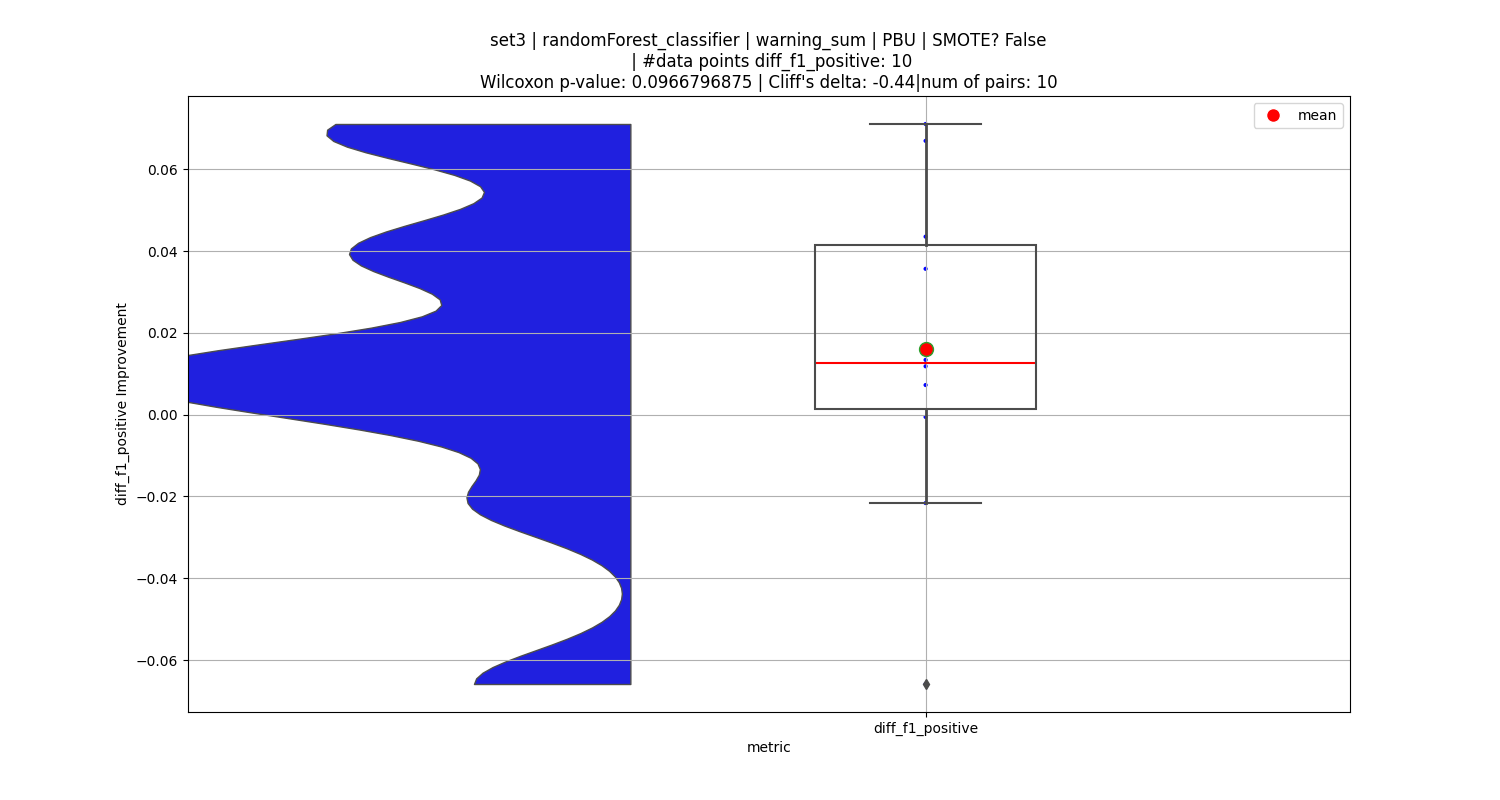 set3 | randomForest_classifier | warning_sum | PBU | SMOTE? False
| #data points diff_f1_positive: 10
Wilcoxon p-value: 0.0966796875 | Cliff's delta: -0.44|num of pairs: 10
mean
0.06
0.04
0.02
0.00
−0.02
−0.04
−0.06
diff_f1_positive Improvement
diff_f1_positive
metric